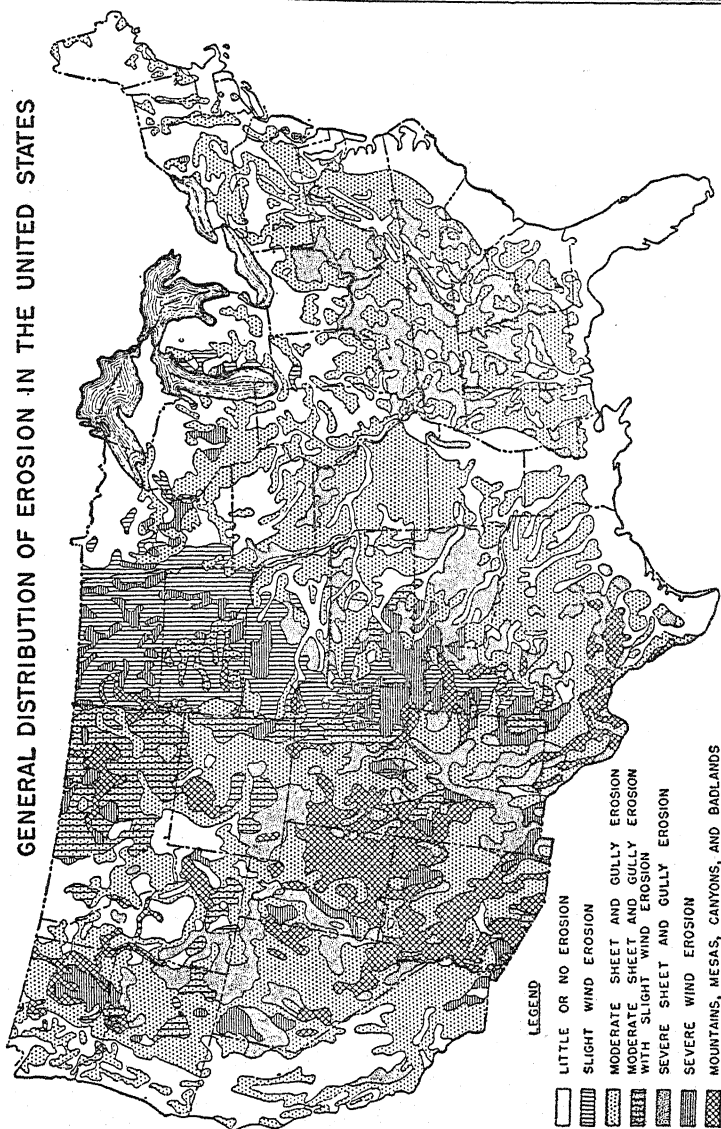 GENERAL DISTRIBUTION OF EROSION IN THE UNITED STATES
LEGEND
LITTLE OR NO EROSION
SLIGHT WIND EROSION
MODERATE SHEET AND GULLY EROSION
MODERATE SHEET AND GULLY EROSION
WITH SLIGHT WIND EROSION
SEVERE SHEET AND GULLY EROSION
SEVERE WIND EROSION
MOUNTAINS, MESAS, CANYONS, AND BADLANDS